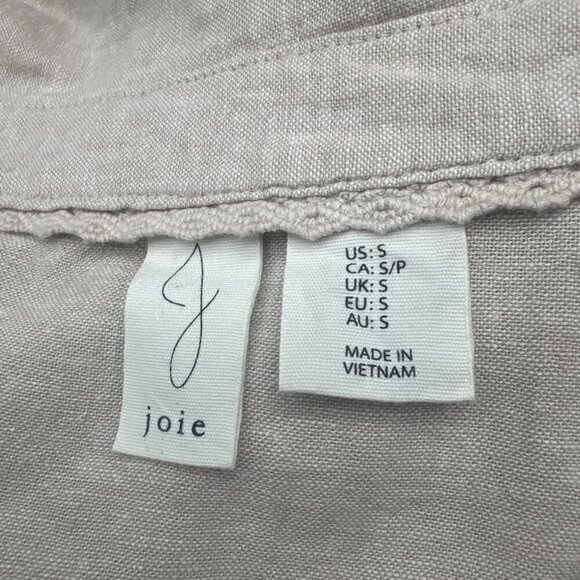 J
joie
US: S
CA: S/P
UK: S
EU: S
AU: S
MADE IN
VIETNAM